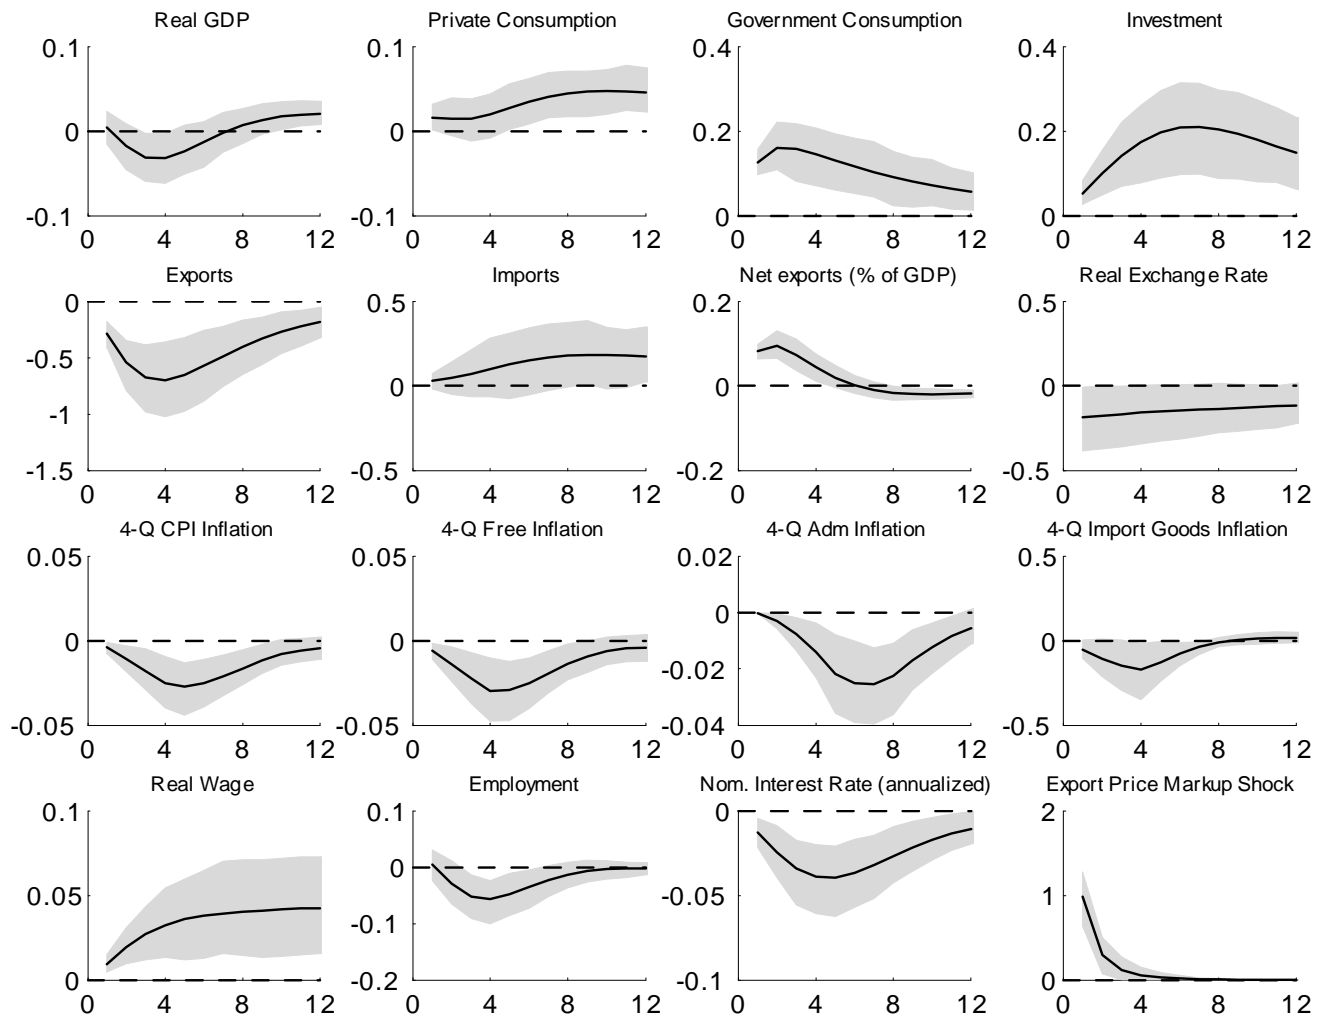 Real GDP Private Consumption Government Consumption Investment
0.1 0.1 0.4 0.4
0 0 0.2 0.2
-0.1 -0.1 0 0
0 4 8 12 0 4 8 12 0 4 8 12 0 4 8 12
Exports Imports Net exports (% of GDP) Real Exchange Rate
0 0.5 0.2 0.5
-0.5 0 0 0
-1
-1.5 -0.5 -0.2 -0.5
0 4 8 12 0 4 8 12 0 4 8 12 0 4 8 12
4-Q CPI Inflation 4-Q Free Inflation 4-Q Adm Inflation 4-Q Import Goods Inflation
0.05 0.05 0.02 0.5
0 0 0 0
-0.02
-0.05 -0.05 -0.04 -0.5
0 4 8 12 0 4 8 12 0 4 8 12 0 4 8 12
Real Wage Employment Nom. Interest Rate (annualized) Export Price Markup Shock
0.1 0.1 0 2
0.05 0 -0.05 1
-0.1
0 -0.2 -0.1 0
0 4 8 12 0 4 8 12 0 4 8 12 0 4 8 12